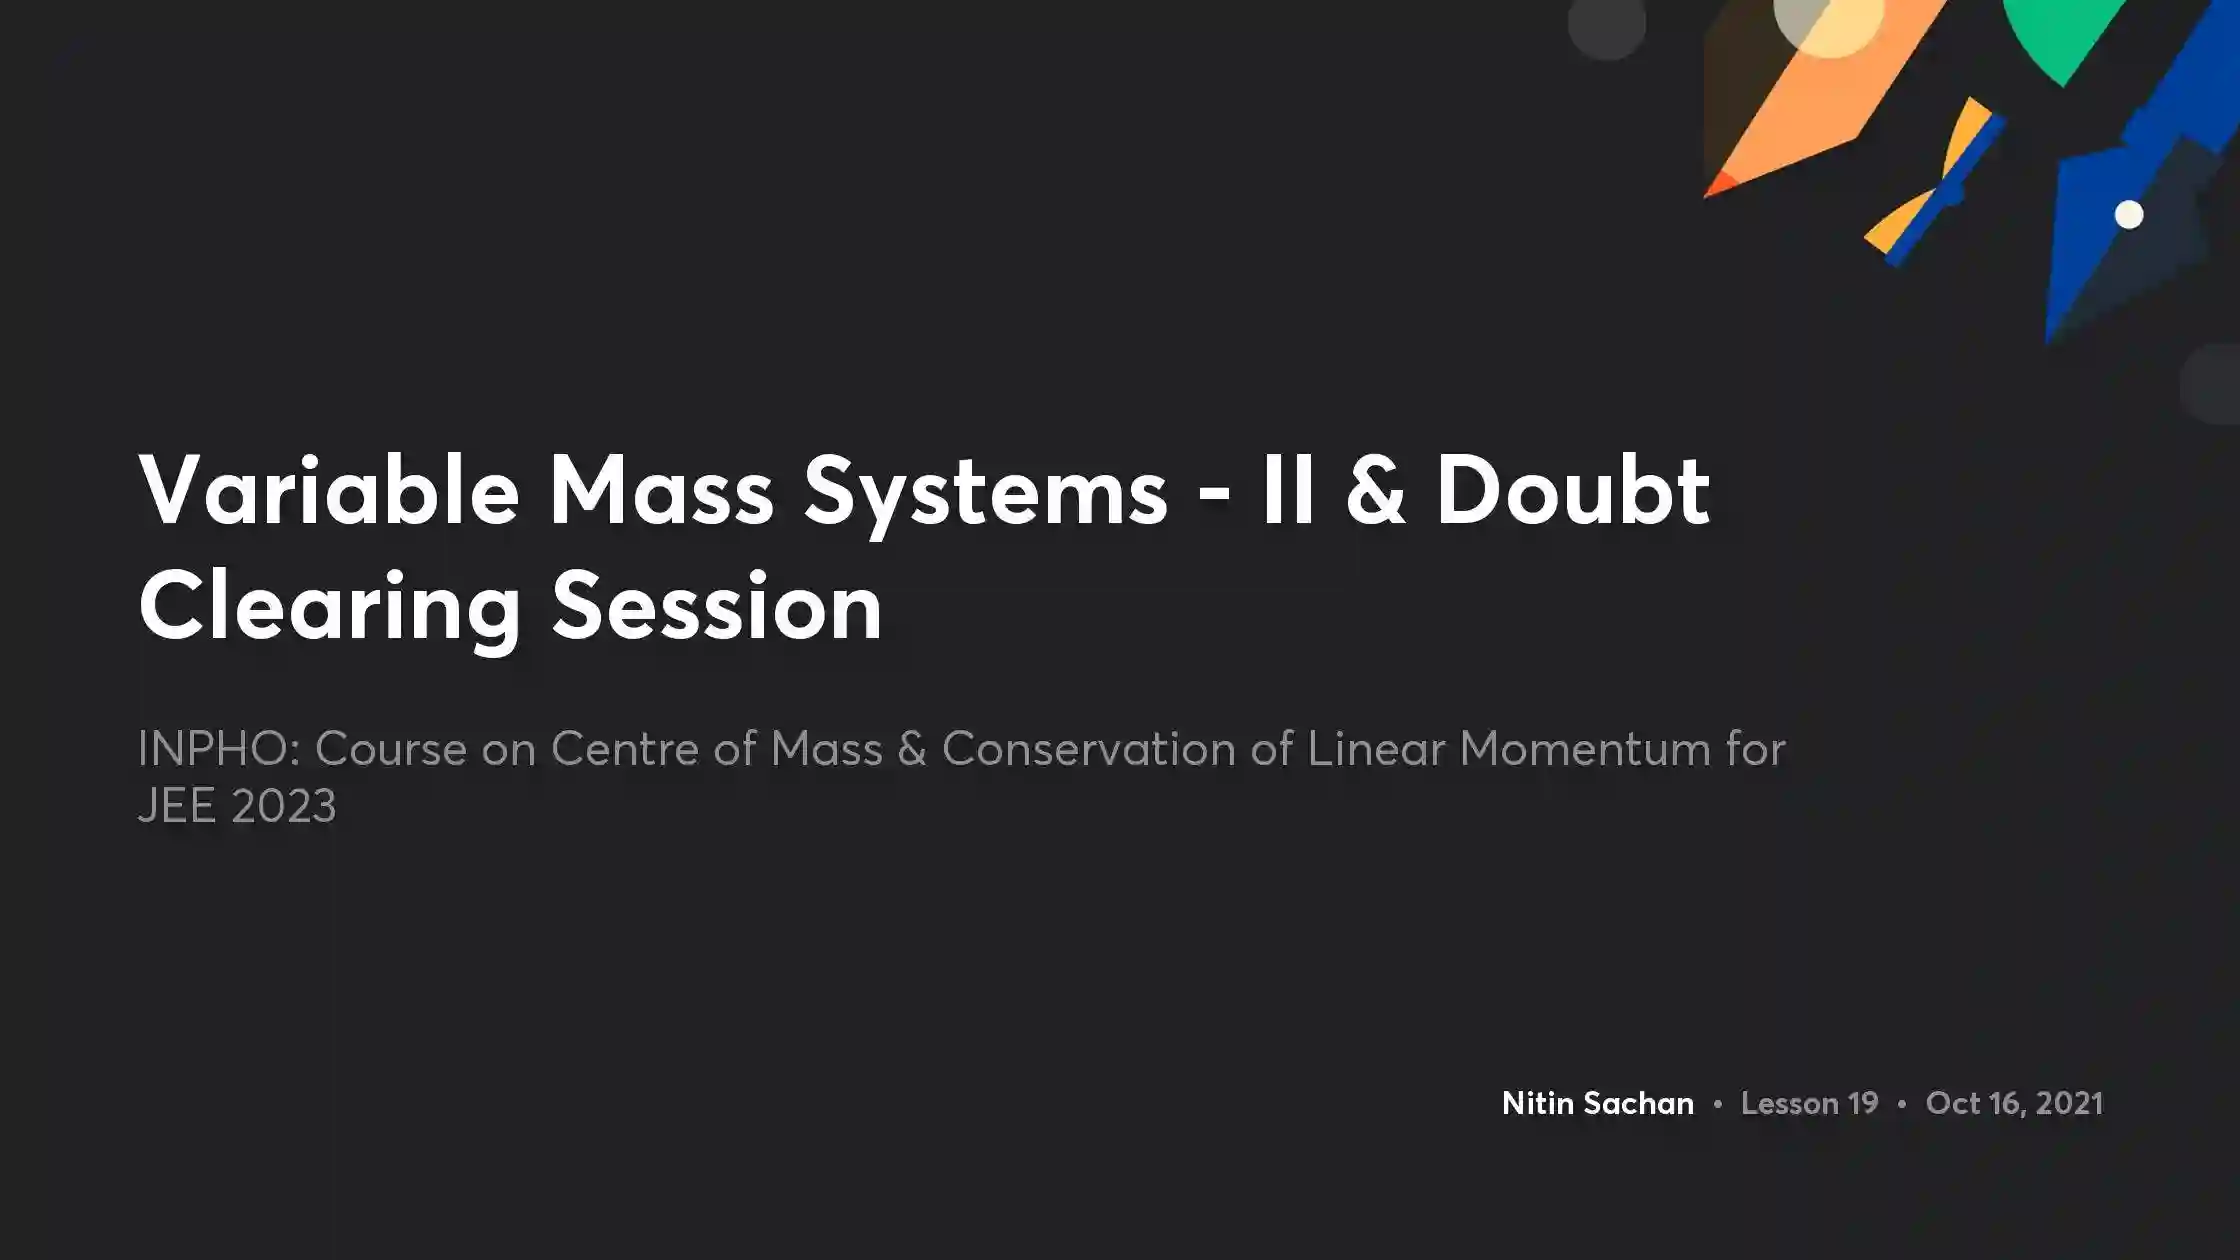 Variable Mass Systems - II & Doubt
Clearing Session
INPHO: Course on Centre of Mass & Conservation of Linear Momentum for
JEE 2023
Nitin Sachan • Lesson 19 • Oct 16, 2021